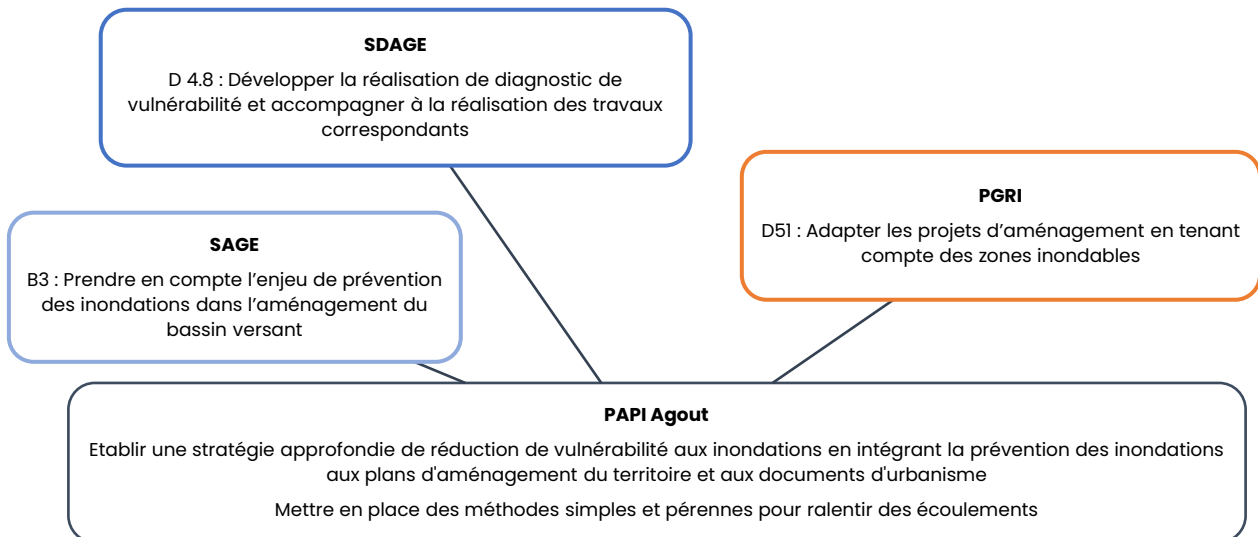 SDAGE
D 4.8 : Développer la réalisation de diagnostic de
vulnérabilité et accompagner à la réalisation des travaux
correspondants
PGRI
D51 : Adapter les projets d’aménagement en tenant
compte des zones inondables
SAGE
B3 : Prendre en compte l’enjeu de prévention
des inondations dans l’aménagement du
bassin versant
PAPI Agout
Etablir une stratégie approfondie de réduction de vulnérabilité aux inondations en intégrant la prévention des inondations
aux plans d'aménagement du territoire et aux documents d'urbanisme
Mettre en place des méthodes simples et pérennes pour ralentir des écoulements